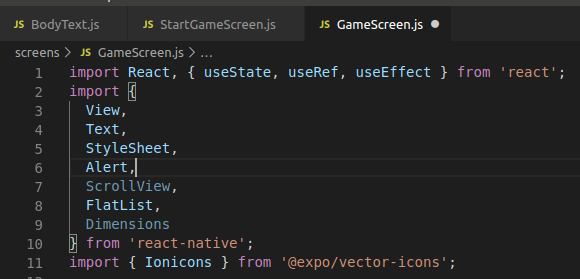 JS BodyText.js JS StartGameScreen.js JS GameScreen.js
screens > JS GameScreen.js > ...
1 import React, { useState, useRef, useEffect } from 'react';
2 import {
3 View,
4 Text,
5 StyleSheet,
6 Alert,
7 ScrollView,
8 FlatList,
9 Dimensions
10 } from 'react-native';
11 import { Ionicons } from '@expo/vector-icons';